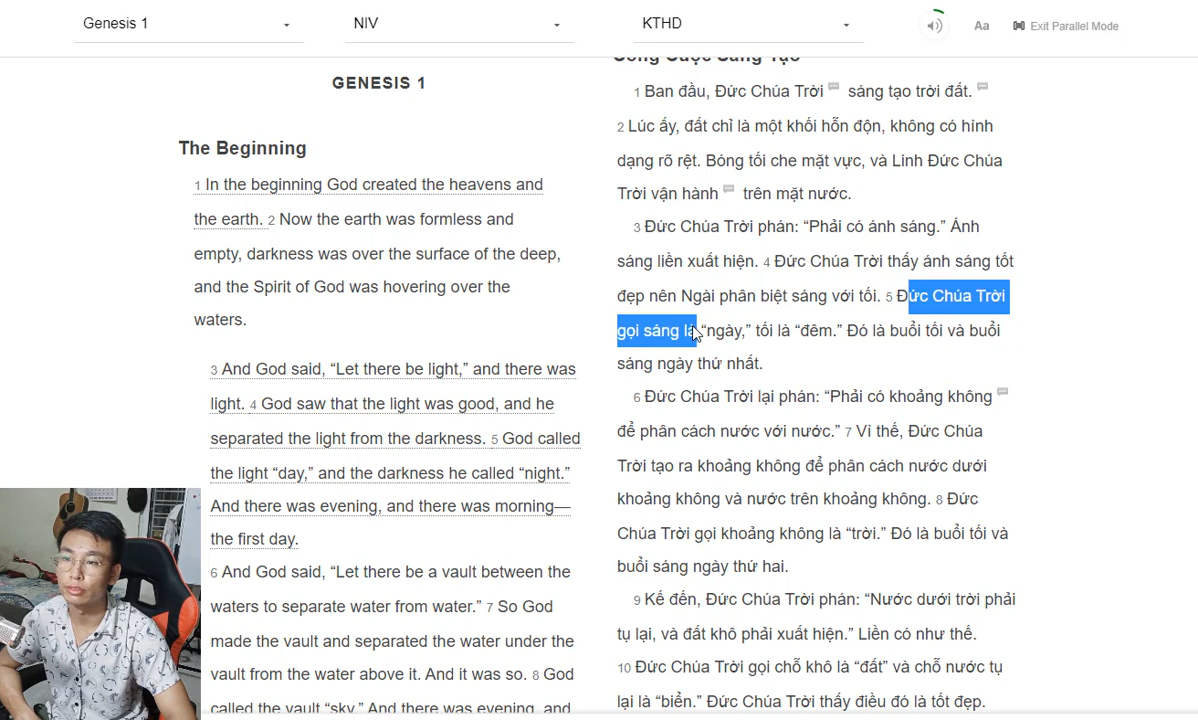 Genesis 1
NIV
KTHD
Aa
Exit Parallel Mode
GENESIS 1
The Beginning
1 In the beginning God created the heavens and
the earth. 2 Now the earth was formless and
empty, darkness was over the surface of the deep,
and the Spirit of God was hovering over the
waters.
3 And God said, “Let there be light,” and there was
light. 4 God saw that the light was good, and he
separated the light from the darkness. 5 God called
the light “day,” and the darkness he called “night.”
And there was evening, and there was morning—
the first day.
6 And God said, “Let there be a vault between the
waters to separate water from water.” 7 So God
made the vault and separated the water under the
vault from the water above it. And it was so. 8 God
called the vault “sky.” And there was evening, and
Công Cuộc Sáng Tạo
1 Ban đầu, Đức Chúa Trời sáng tạo trời đất.
2 Lúc ấy, đất chỉ là một khối hỗn độn, không có hình
dạng rõ rệt. Bóng tối che mặt vực, và Linh Đức Chúa
Trời vận hành trên mặt nước.
3 Đức Chúa Trời phán: “Phải có ánh sáng.” Ánh
sáng liền xuất hiện. 4 Đức Chúa Trời thấy ánh sáng tốt
đẹp nên Ngài phân biệt sáng với tối. 5 Đức Chúa Trời
gọi sáng là “ngày,” tối là “đêm.” Đó là buổi tối và buổi
sáng ngày thứ nhất.
6 Đức Chúa Trời lại phán: “Phải có khoảng không
để phân cách nước với nước.” 7 Vì thế, Đức Chúa
Trời tạo ra khoảng không để phân cách nước dưới
khoảng không và nước trên khoảng không. 8 Đức
Chúa Trời gọi khoảng không là “trời.” Đó là buổi tối và
buổi sáng ngày thứ hai.
9 Kế đến, Đức Chúa Trời phán: “Nước dưới trời phải
tụ lại, và đất khô phải xuất hiện.” Liền có như thế.
10 Đức Chúa Trời gọi chỗ khô là “đất” và chỗ nước tụ
lại là “biển.” Đức Chúa Trời thấy điều đó là tốt đẹp.